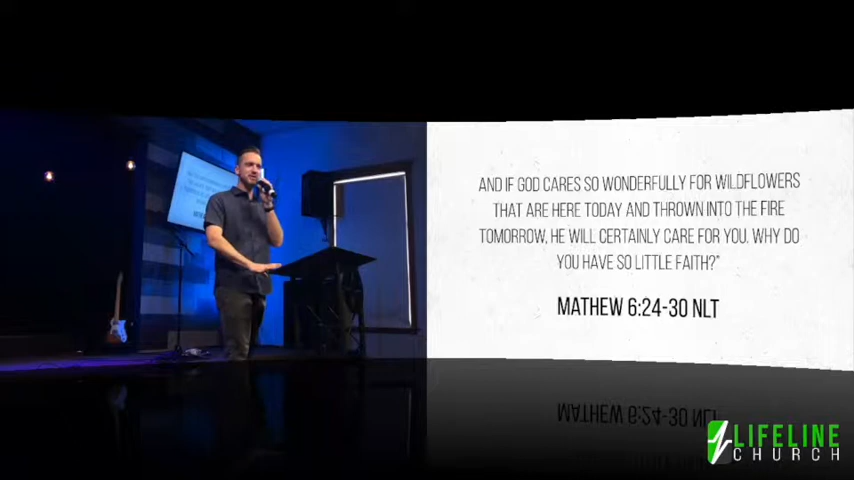 AND IF GOD CARES SO WONDERFULLY FOR WILDFLOWERS
THAT ARE HERE TODAY AND THROWN INTO THE FIRE
TOMORROW, HE WILL CERTAINLY CARE FOR YOU. WHY DO
YOU HAVE SO LITTLE FAITH?"
MATHEW 6:24-30 NLT
MATHEW 6:24-30 NLT
LIFELINE
CHURCH